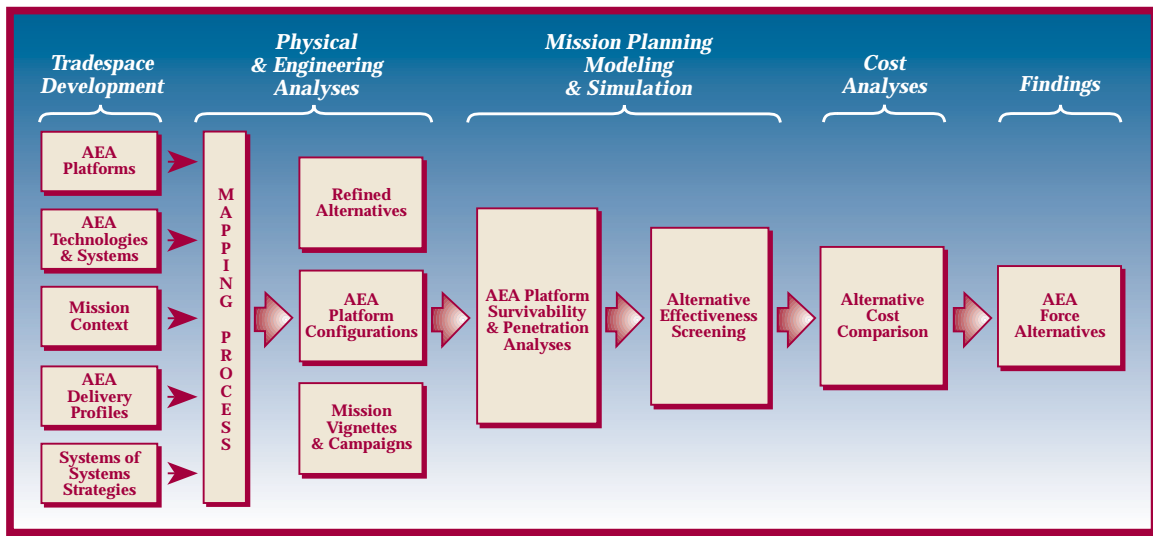 Tradespace
Development
Physical
& Engineering
Analyses
Mission Planning
Modeling
& Simulation
Cost
Analyses
Findings
AEA
Platforms
AEA
Technologies
& Systems
Mission
Context
AEA
Delivery
Profiles
Systems of
Systems
Strategies
MAPPING PROCESS
Refined
Alternatives
AEA
Platform
Configurations
Mission
Vignettes
& Campaigns
AEA Platform
Survivability
& Penetration
Analyses
Alternative
Effectiveness
Screening
Alternative
Cost
Comparison
AEA
Force
Alternatives